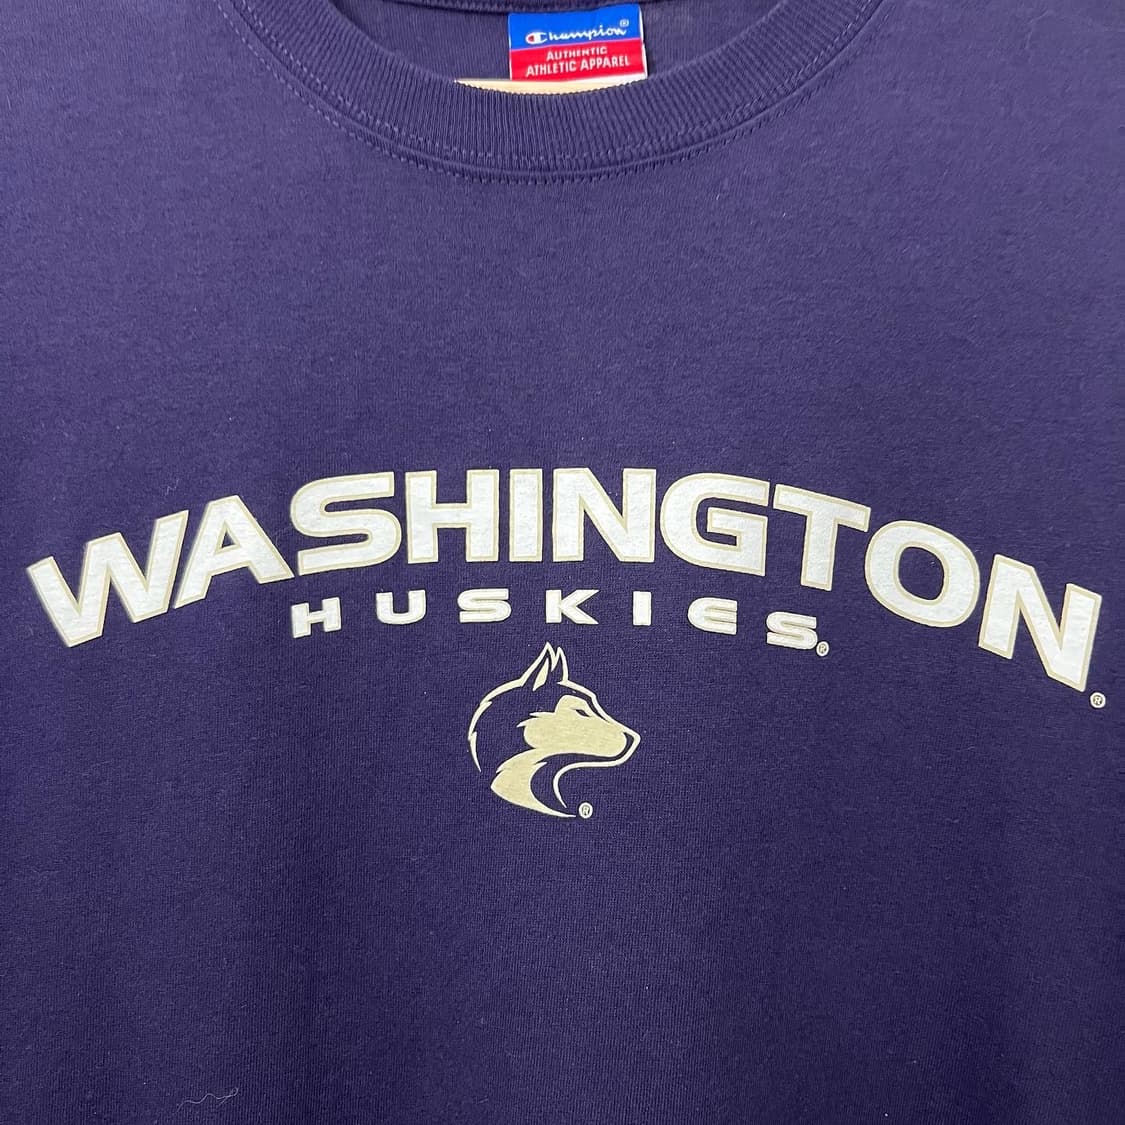 Champion®
AUTHENTIC
ATHLETIC APPAREL
WASHINGTON®
HUSKIES®
®